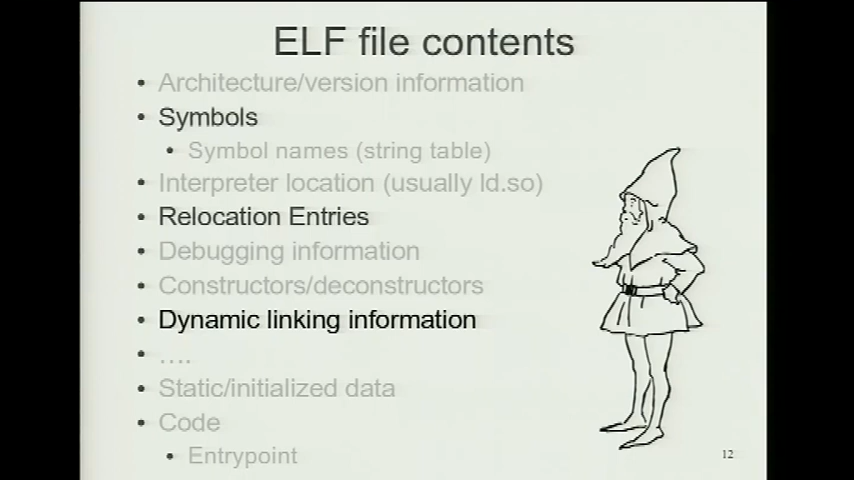 ELF file contents
• Architecture/version information
• Symbols
• Symbol names (string table)
• Interpreter location (usually ld.so)
• Relocation Entries
• Debugging information
• Constructors/deconstructors
• Dynamic linking information
• ....
• Static/initialized data
• Code
• Entrypoint
12